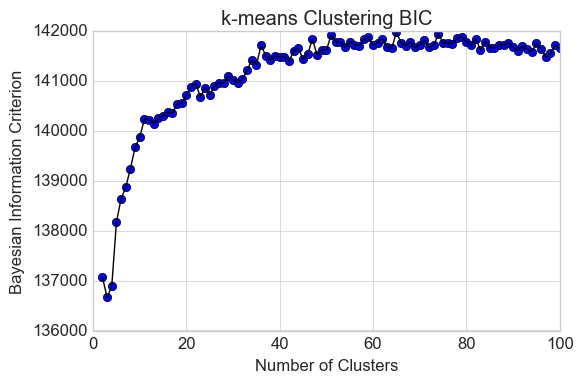 k-means Clustering BIC
Bayesian Information Criterion
142000
141000
140000
139000
138000
137000
136000
0 20 40 60 80 100
Number of Clusters